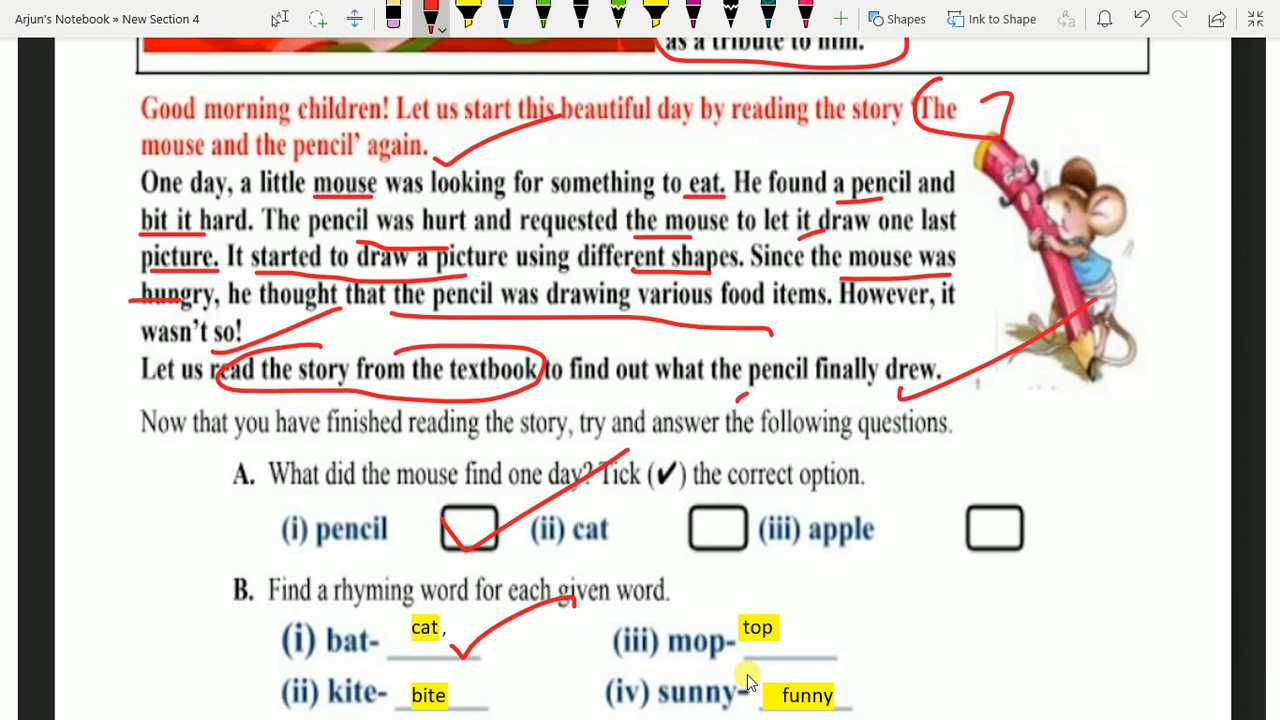 Arjun's Notebook » New Section 4
Shapes
Ink to Shape
as a tribute to him.
Good morning children! Let us start this beautiful day by reading the story 'The
mouse and the pencil' again.
One day, a little mouse was looking for something to eat. He found a pencil and
bit it hard. The pencil was hurt and requested the mouse to let it draw one last
picture. It started to draw a picture using different shapes. Since the mouse was
hungry, he thought that the pencil was drawing various food items. However, it
wasn't so!
Let us read the story from the textbook to find out what the pencil finally drew.
Now that you have finished reading the story, try and answer the following questions.
A. What did the mouse find one day? Tick (✔) the correct option.
(i) pencil (ii) cat (iii) apple
B. Find a rhyming word for each given word.
(i) bat- cat , (iii) mop- top
(ii) kite- bite (iv) sunny- funny